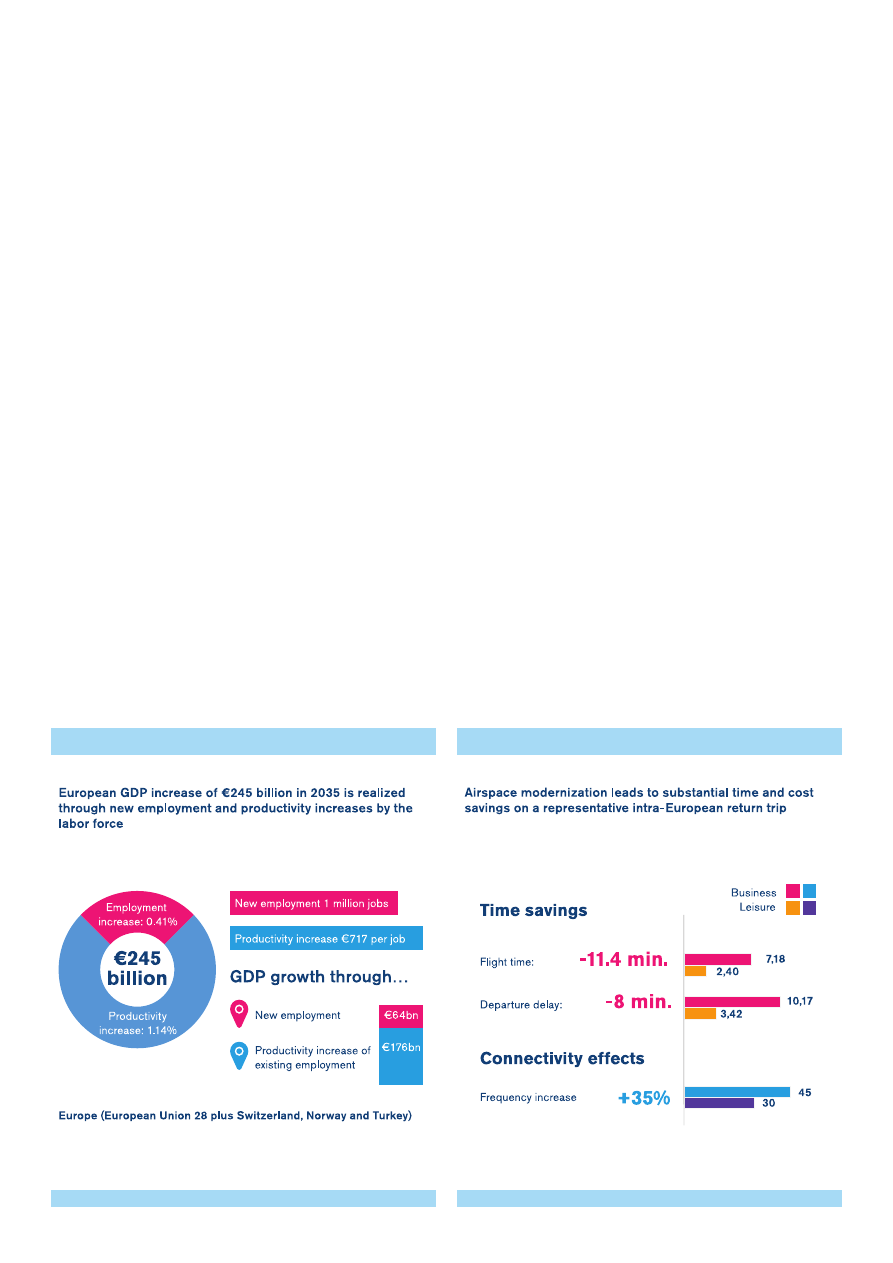 European GDP increase of €245 billion in 2035 is realized
through new employment and productivity increases by the
labor force
Employment
increase: 0.41%
€245
billion
Productivity
increase: 1.14%
New employment 1 million jobs
Productivity increase €717 per job
GDP growth through...
New employment
€64bn
Productivity increase of
existing employment
€176bn
Europe (European Union 28 plus Switzerland, Norway and Turkey)
Airspace modernization leads to substantial time and cost
savings on a representative intra-European return trip
Business
Leisure
Time savings
Flight time:
-11.4 min.
7,18
2,40
Departure delay:
-8 min.
10,17
3,42
Connectivity effects
Frequency increase
+35%
45
30